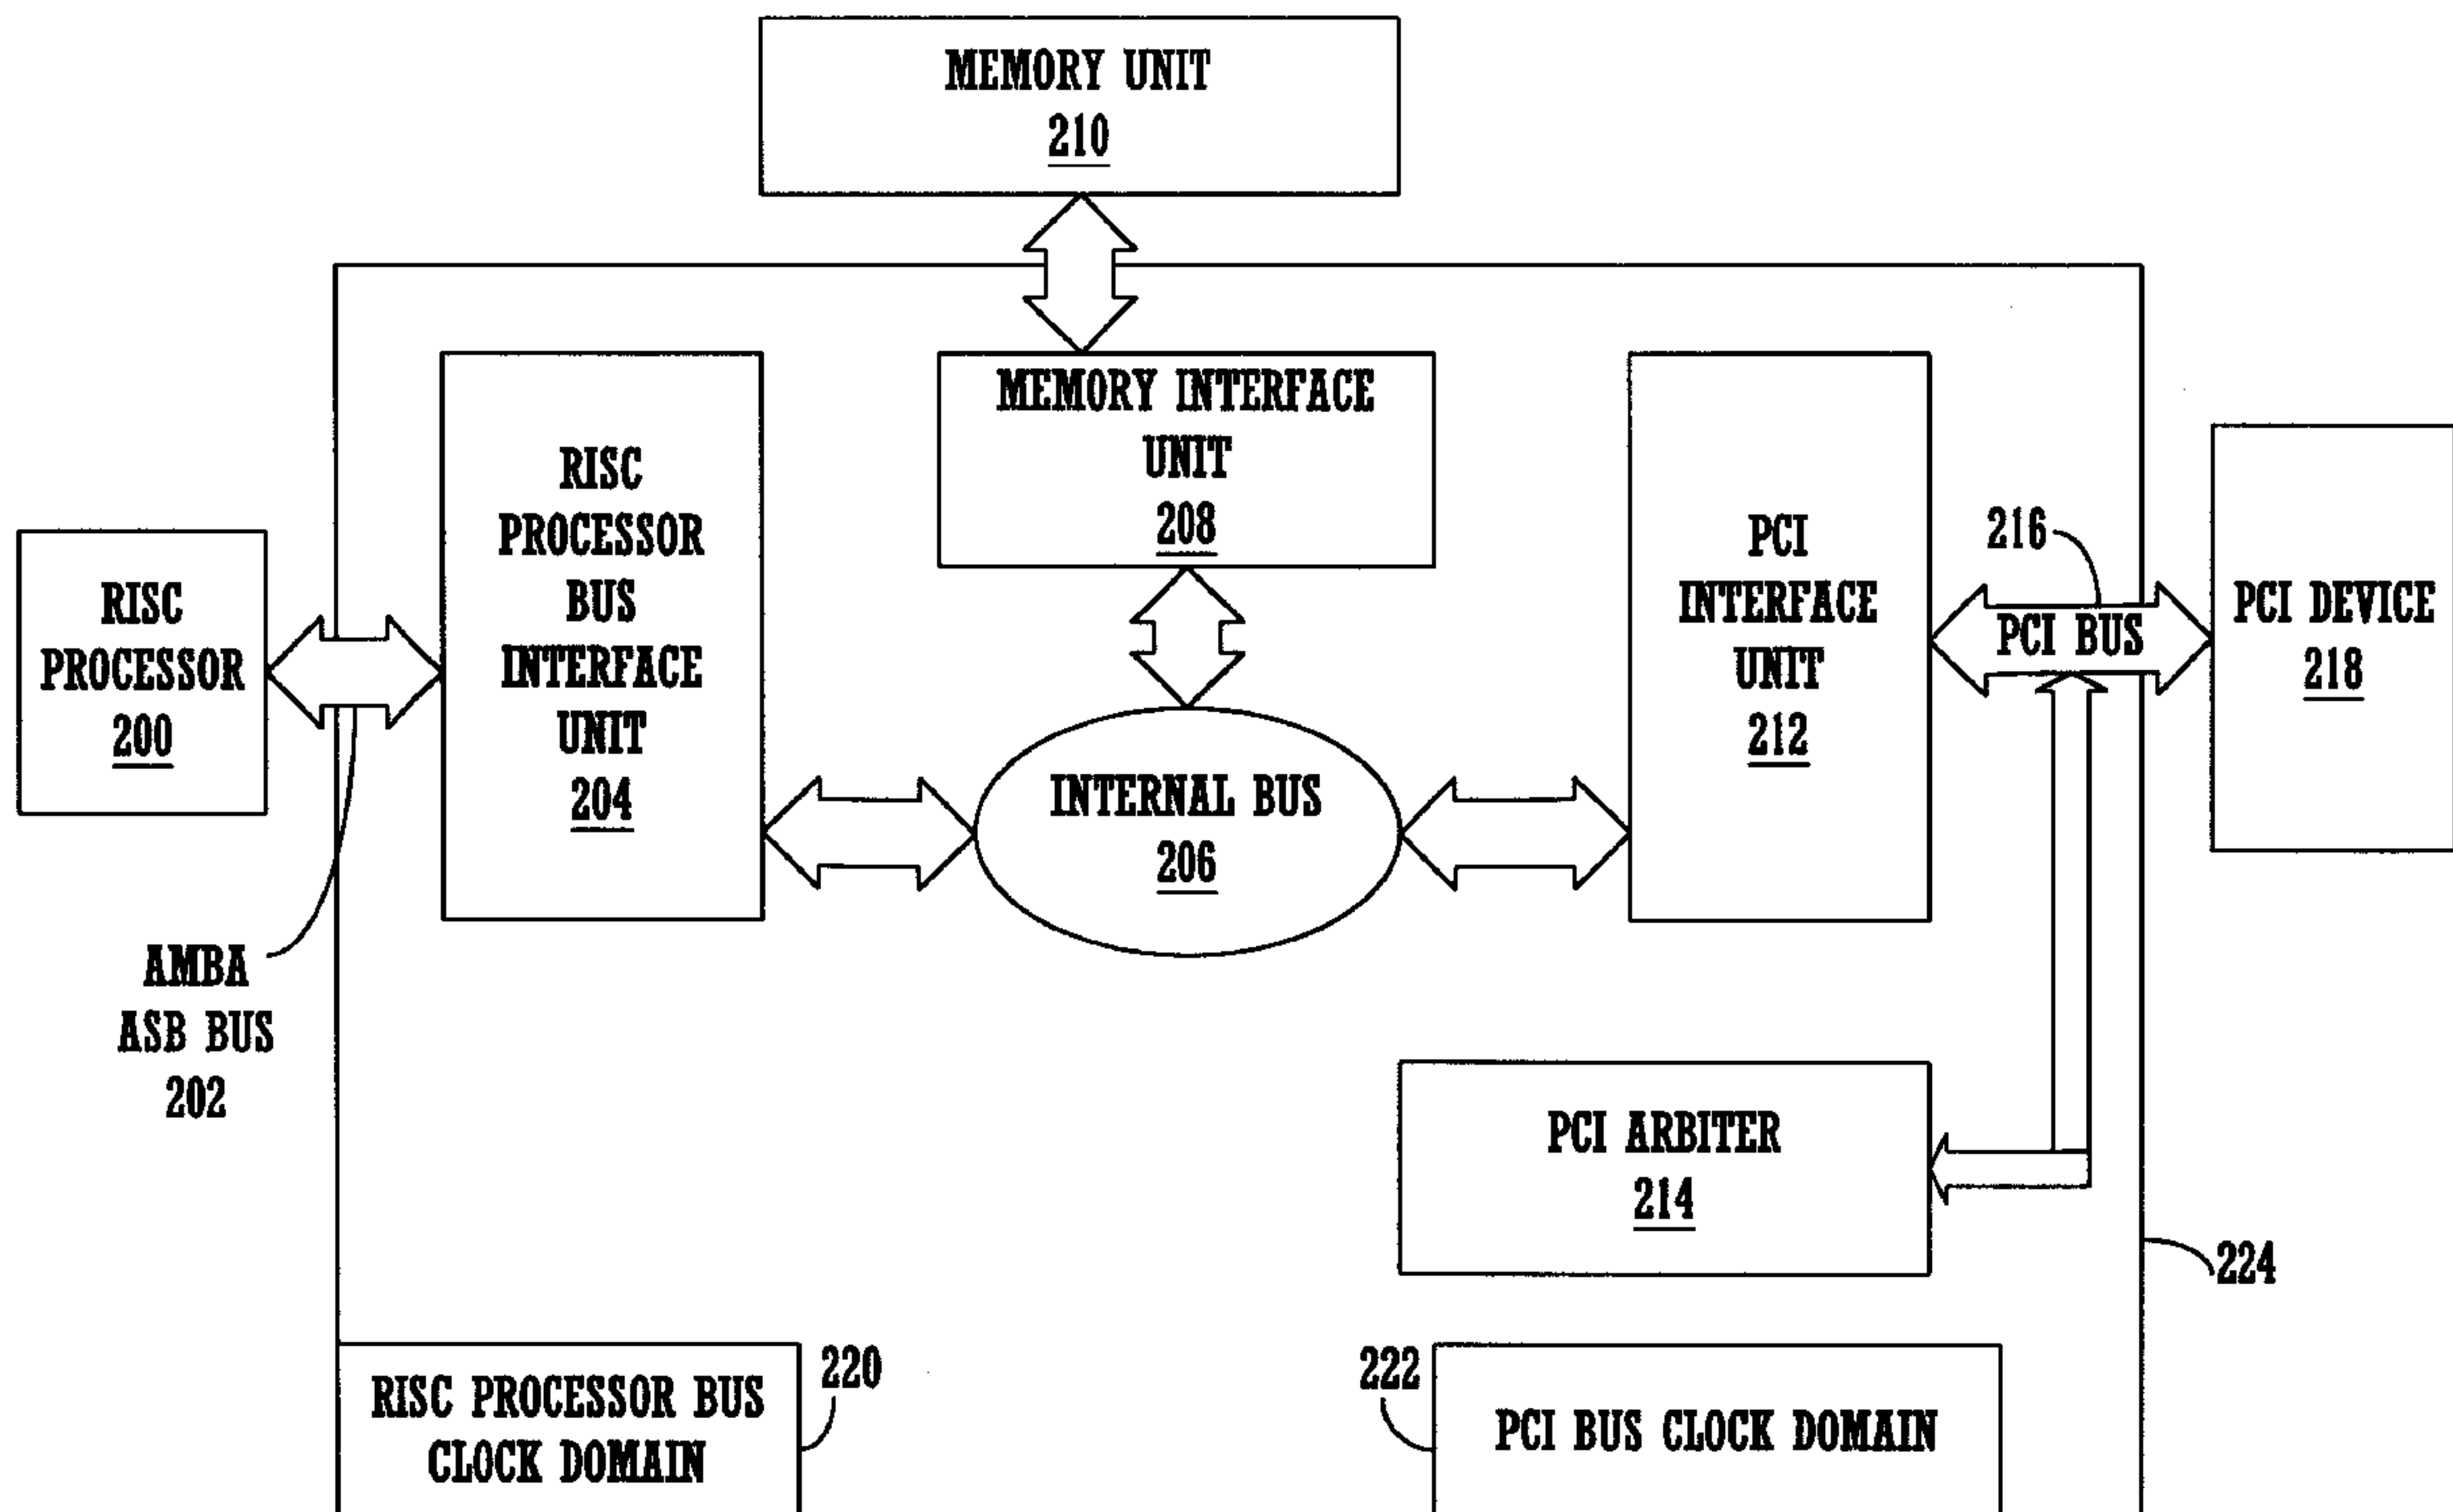 MEMORY UNIT
210
MEMORY INTERFACE
UNIT
208
RISC
PROCESSOR
BUS
INTERFACE
UNIT
204
PCI
INTERFACE
UNIT
212
216
PCI BUS
PCI DEVICE
218
RISC
PROCESSOR
200
INTERNAL BUS
206
AMBA
ASB BUS
202
PCI ARBITER
214
224
RISC PROCESSOR BUS
CLOCK DOMAIN
220
222
PCI BUS CLOCK DOMAIN